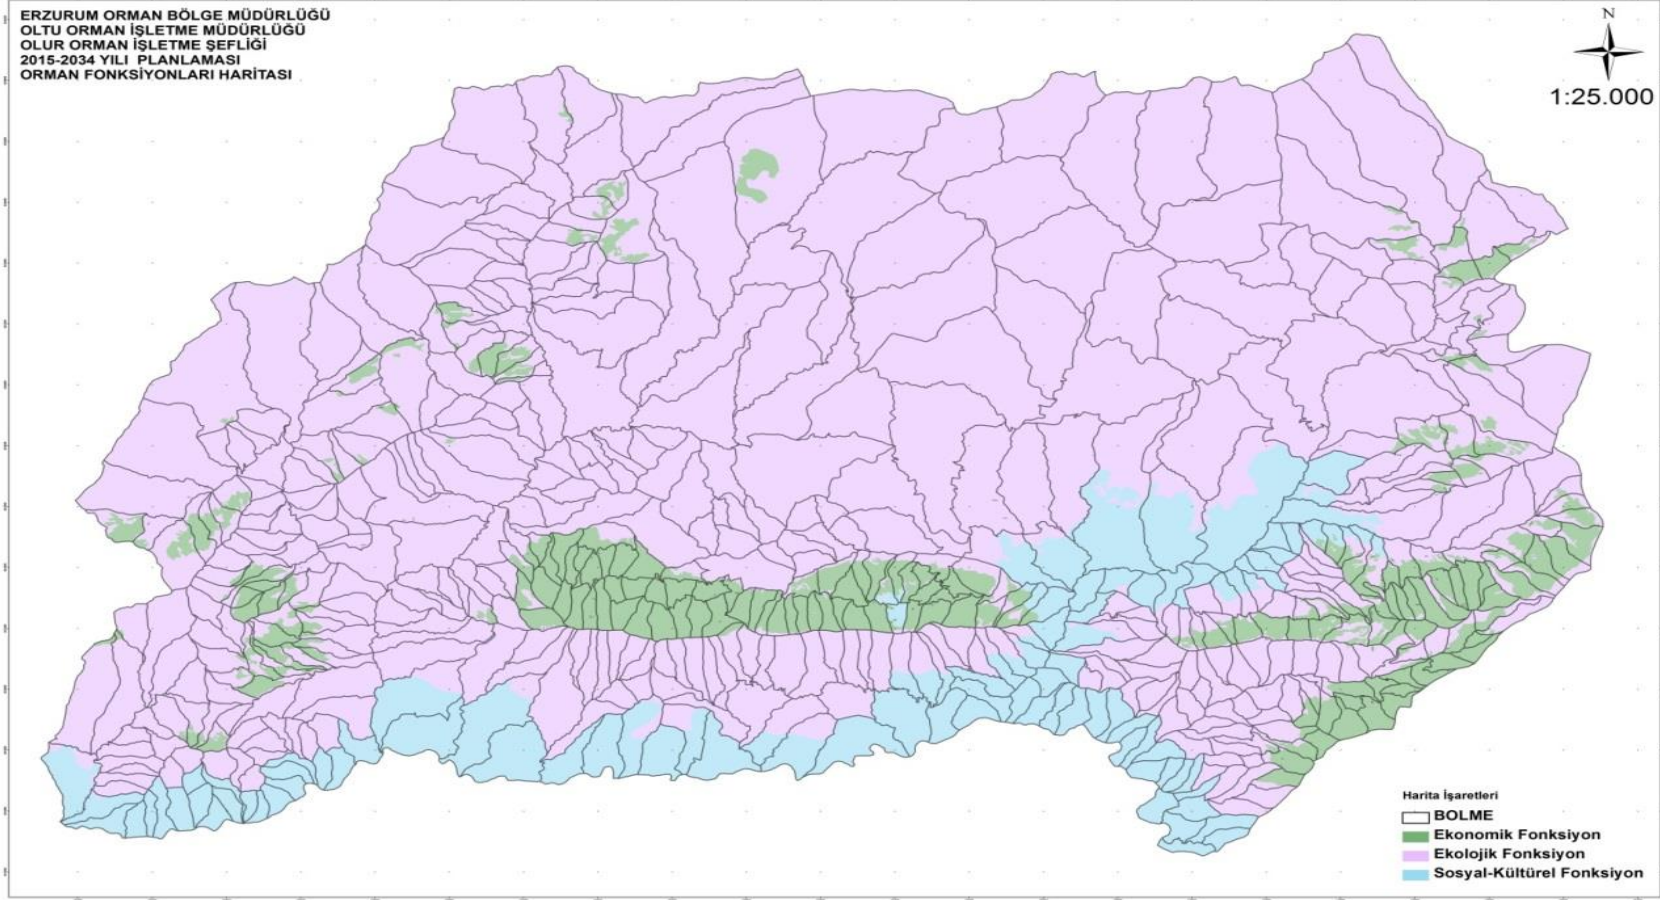 ERZURUM ORMAN BÖLGE MÜDÜRLÜĞÜ
OLTU ORMAN İŞLETME MÜDÜRLÜĞÜ
OLUR ORMAN İŞLETME ŞEFLİĞİ
2015-2034 YILI PLANLAMASI
ORMAN FONKSİYONLARI HARİTASI
N
1:25.000
Harita İşaretleri
BOLME
Ekonomik Fonksiyon
Ekolojik Fonksiyon
Sosyal-Kültürel Fonksiyon